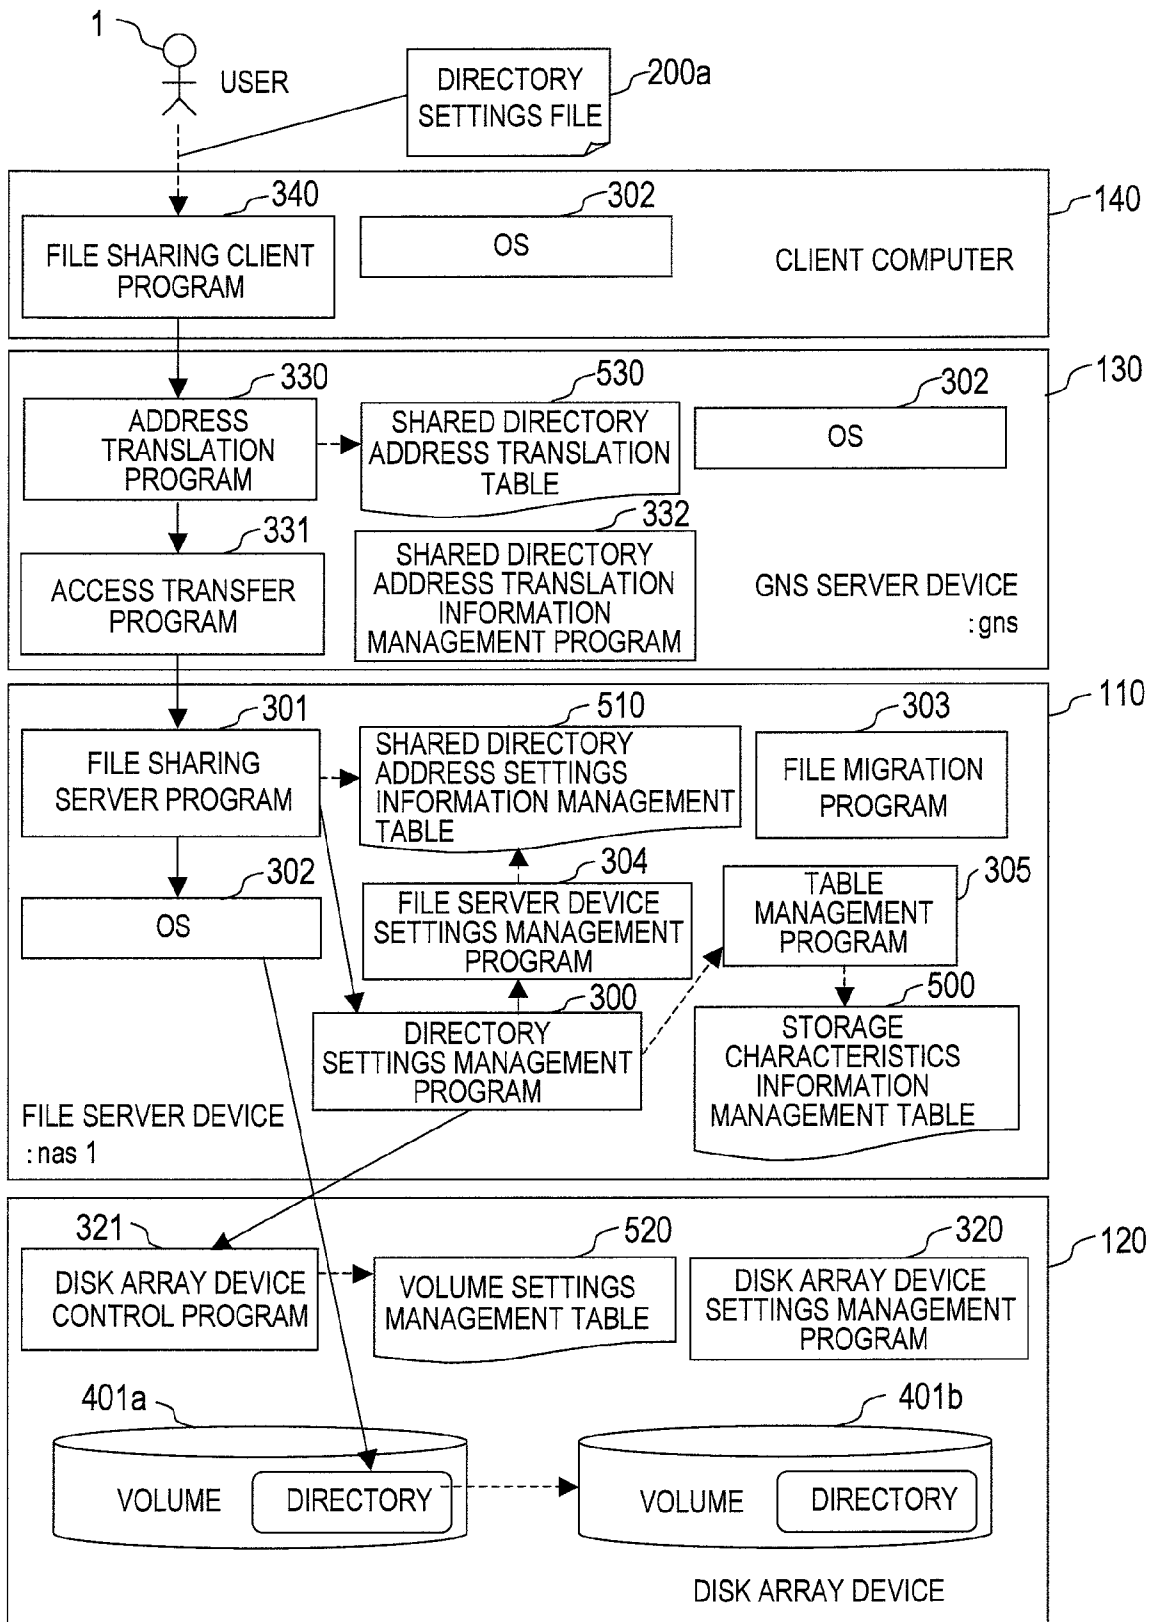 1
USER
DIRECTORY
SETTINGS FILE
200a
340
302
140
FILE SHARING CLIENT
PROGRAM
OS
CLIENT COMPUTER
330
530
302
130
ADDRESS
TRANSLATION
PROGRAM
SHARED DIRECTORY
ADDRESS TRANSLATION
TABLE
OS
331
332
ACCESS TRANSFER
PROGRAM
SHARED DIRECTORY
ADDRESS TRANSLATION
INFORMATION
MANAGEMENT PROGRAM
GNS SERVER DEVICE
:gns
301
510
303
110
FILE SHARING
SERVER PROGRAM
SHARED DIRECTORY
ADDRESS SETTINGS
INFORMATION MANAGEMENT
TABLE
FILE MIGRATION
PROGRAM
302
304
305
OS
FILE SERVER DEVICE
SETTINGS MANAGEMENT
PROGRAM
TABLE
MANAGEMENT
PROGRAM
300
500
DIRECTORY
SETTINGS MANAGEMENT
PROGRAM
STORAGE
CHARACTERISTICS
INFORMATION
MANAGEMENT TABLE
FILE SERVER DEVICE
:nas 1
321
520
320
120
DISK ARRAY DEVICE
CONTROL PROGRAM
VOLUME SETTINGS
MANAGEMENT TABLE
DISK ARRAY DEVICE
SETTINGS MANAGEMENT
PROGRAM
401a
401b
VOLUME
DIRECTORY
VOLUME
DIRECTORY
DISK ARRAY DEVICE